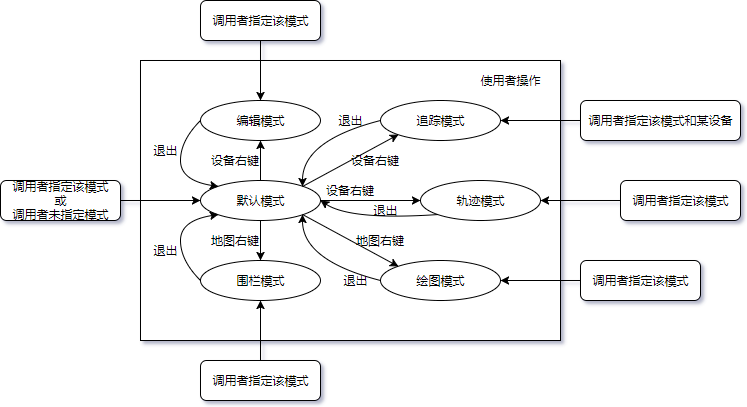 调用者指定该模式
使用者操作
编辑模式
退出
追踪模式
调用者指定该模式和某设备
退出
设备右键
设备右键
调用者指定该模式
或
调用者未指定模式
默认模式
设备右键
退出
轨迹模式
调用者指定该模式
退出
地图右键
地图右键
围栏模式
退出
绘图模式
调用者指定该模式
调用者指定该模式